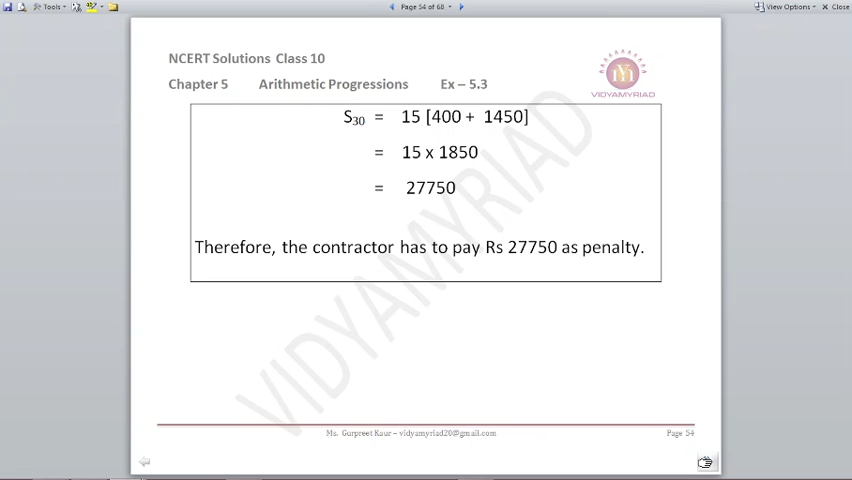 Tools
Page 54 of 68
View Options
Close
NCERT Solutions Class 10
Chapter 5 Arithmetic Progressions Ex – 5.3
VIDYAMYRIAD
S30 = 15 [400 + 1450]
= 15 x 1850
= 27750
Therefore, the contractor has to pay Rs 27750 as penalty.
VIDYAMYRIAD
Ms. Gurpreet Kaur – vidyamyriad20@gmail.com
Page 54